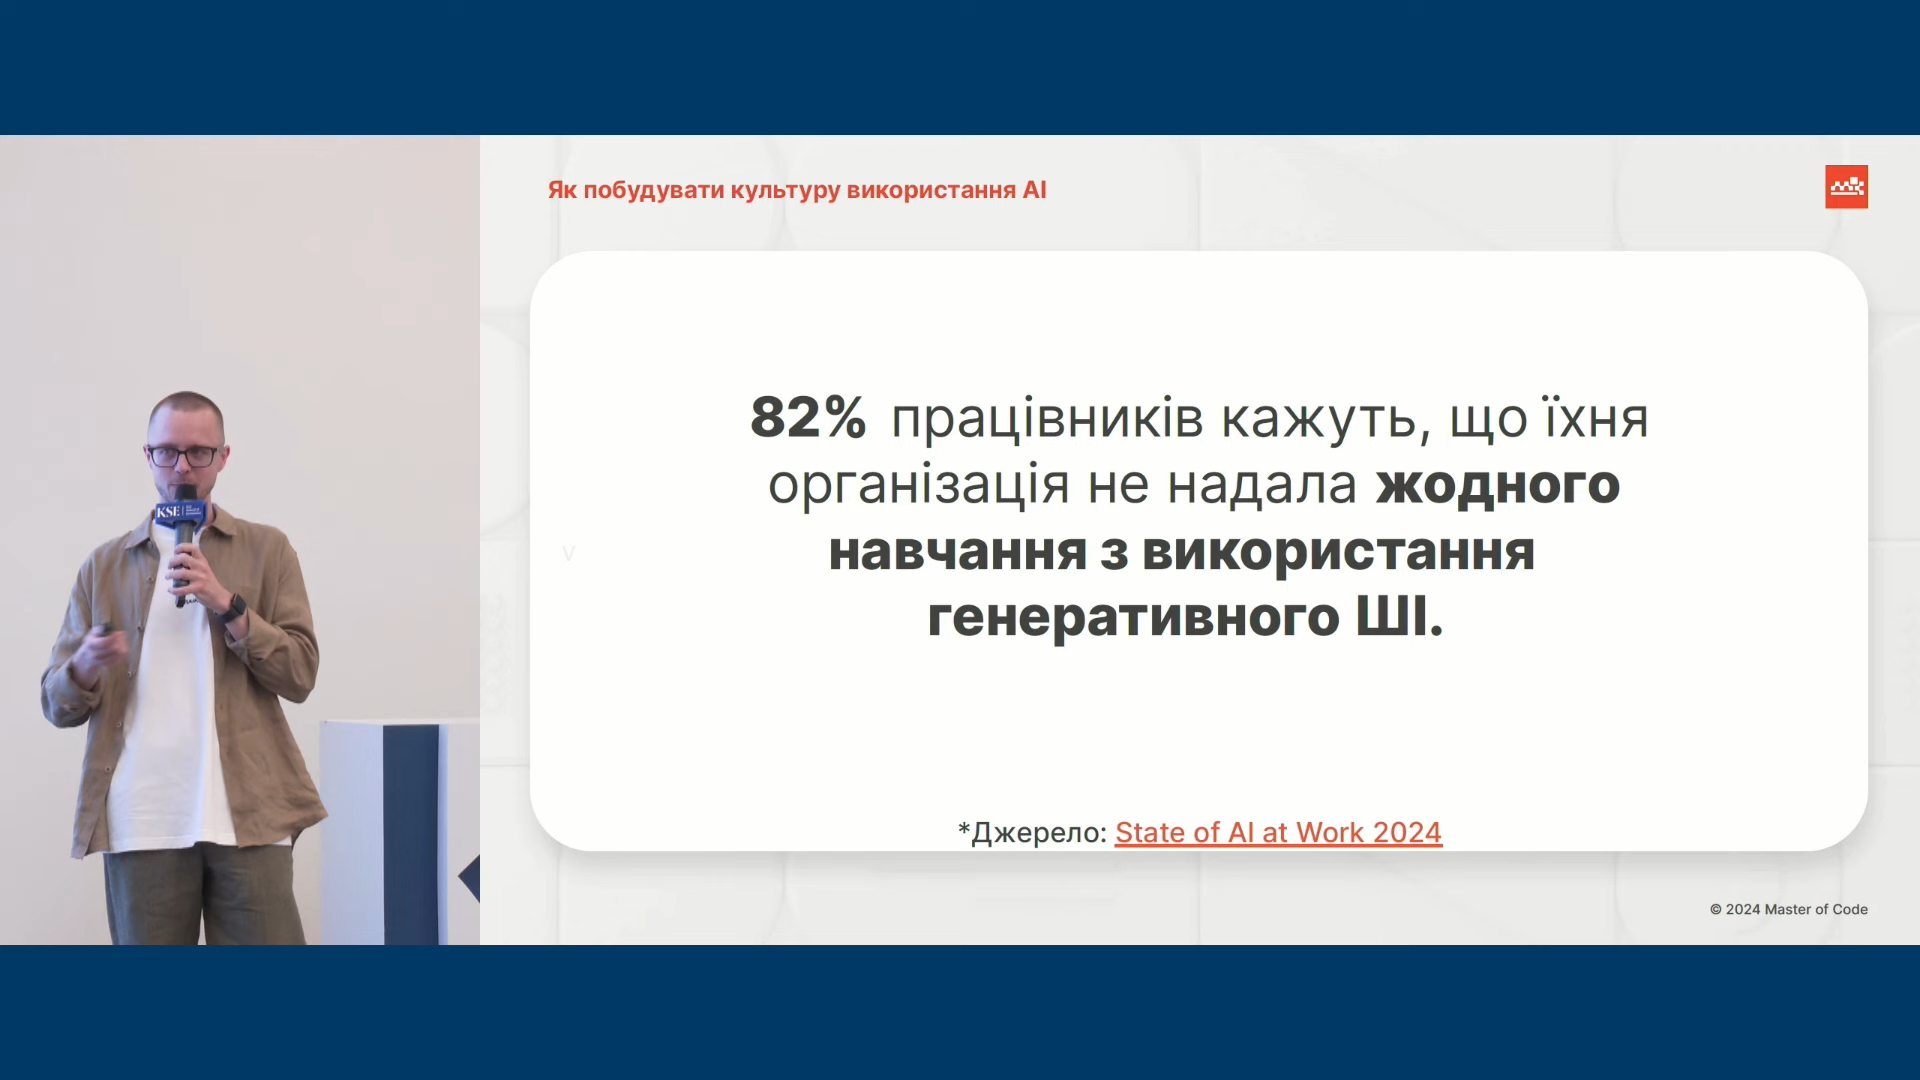 Як побудувати культуру використання AI
82% працівників кажуть, що їхня
організація не надала жодного
навчання з використання
генеративного ШІ.
v
*Джерело: State of AI at Work 2024
© 2024 Master of Code
KSE